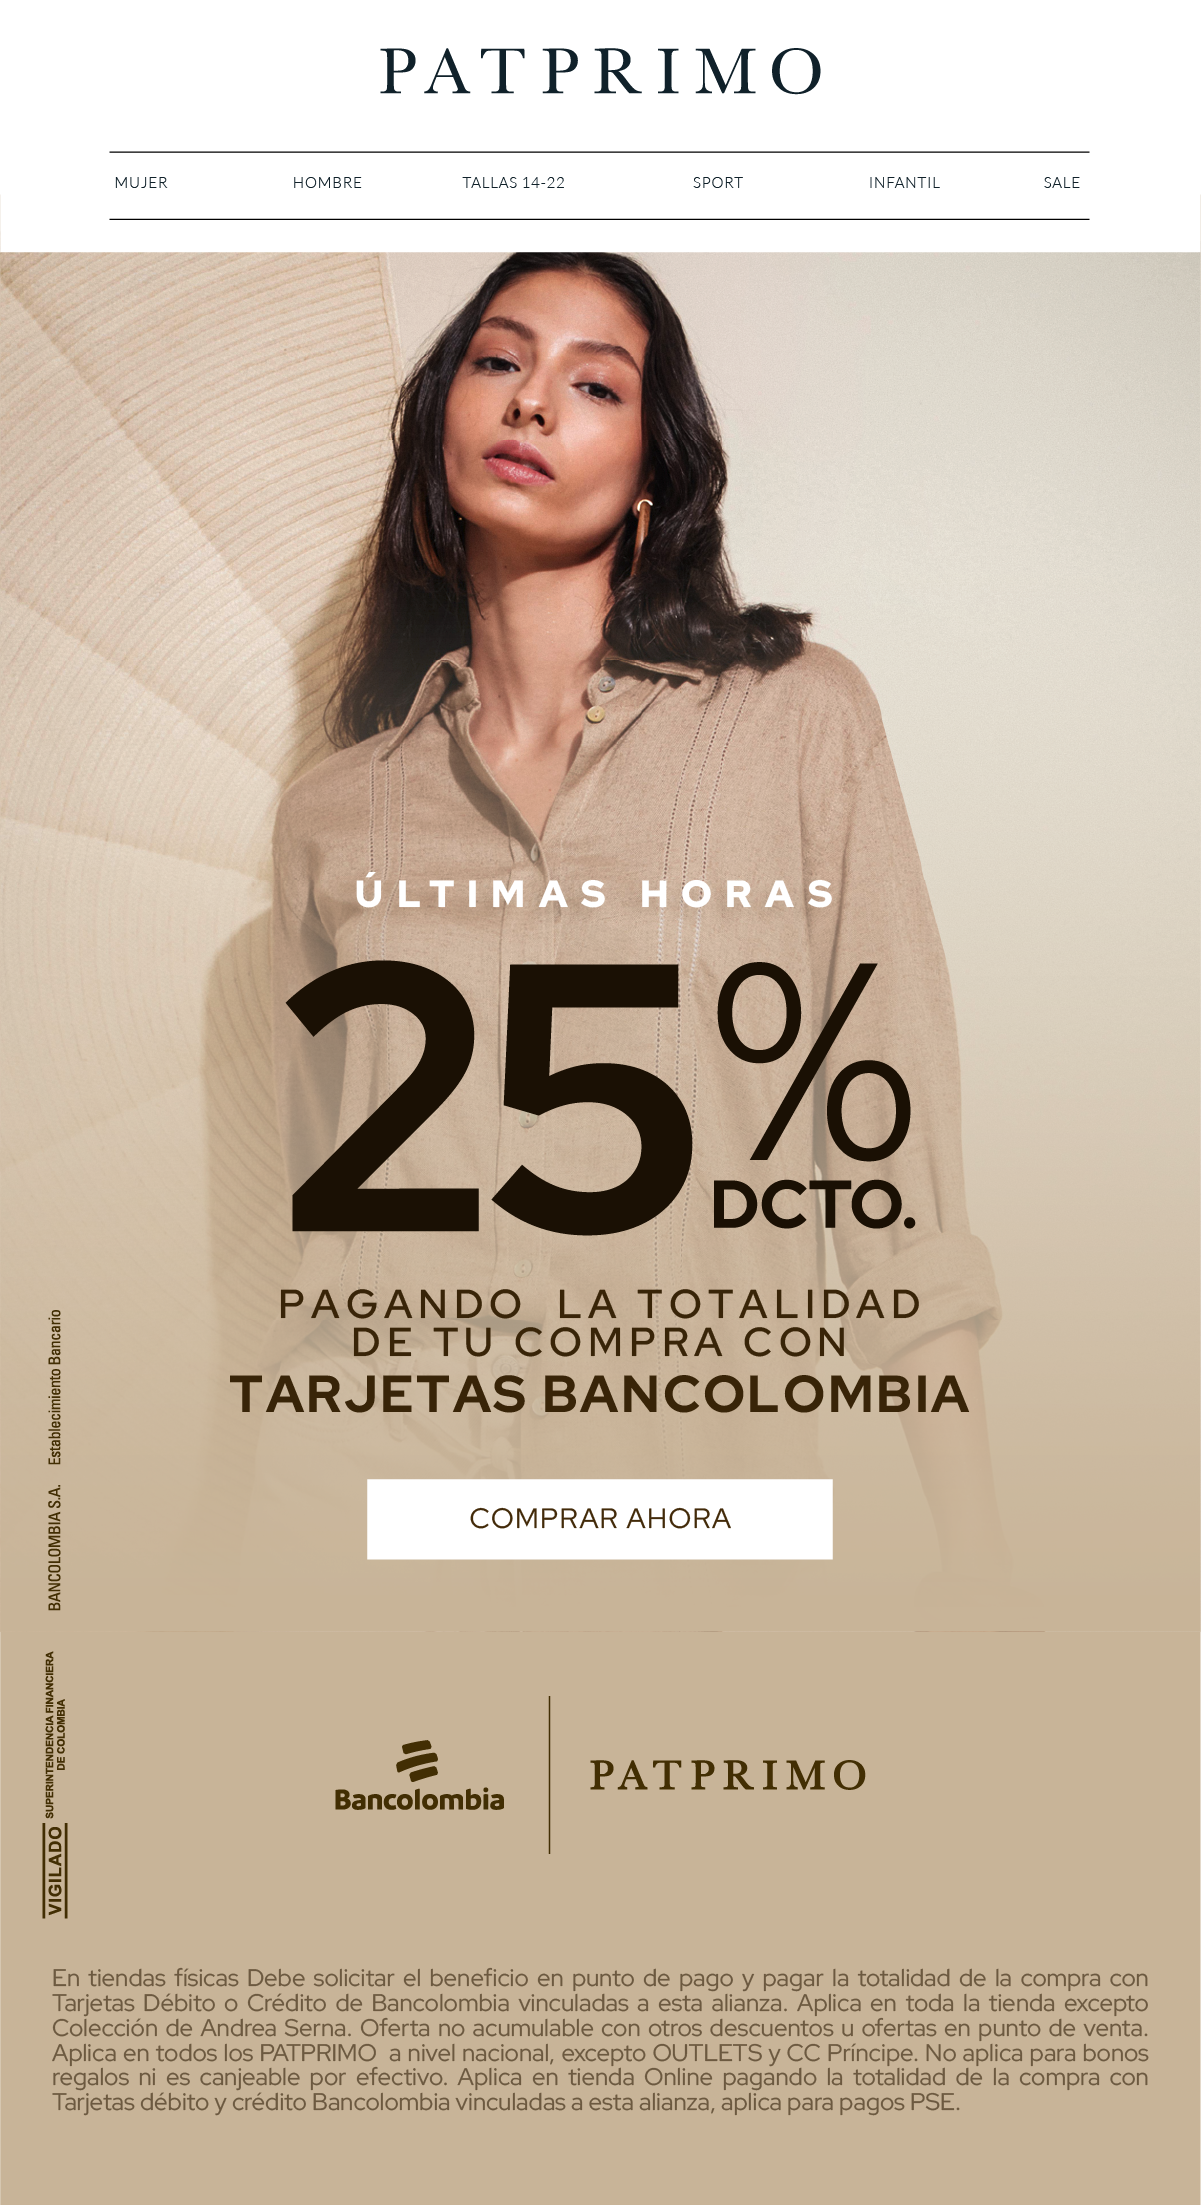 PATPRIMO
MUJER HOMBRE TALLAS 14-22 SPORT INFANTIL SALE
ÚLTIMAS HORAS
25%
DCTO.
PAGANDO LA TOTALIDAD
DE TU COMPRA CON
TARJETAS BANCOLOMBIA
COMPRAR AHORA
BANCOLOMBIA S.A. Establecimiento Bancario
VIGILADO SUPERINTENDENCIA FINANCIERA
DE COLOMBIA
Bancolombia
PATPRIMO
En tiendas físicas Debe solicitar el beneficio en punto de pago y pagar la totalidad de la compra con
Tarjetas Débito o Crédito de Bancolombia vinculadas a esta alianza. Aplica en toda la tienda excepto
Colección de Andrea Serna. Oferta no acumulable con otros descuentos u ofertas en punto de venta.
Aplica en todos los PATPRIMO a nivel nacional, excepto OUTLETS y CC Príncipe. No aplica para bonos
regalos ni es canjeable por efectivo. Aplica en tienda Online pagando la totalidad de la compra con
Tarjetas débito y crédito Bancolombia vinculadas a esta alianza, aplica para pagos PSE.